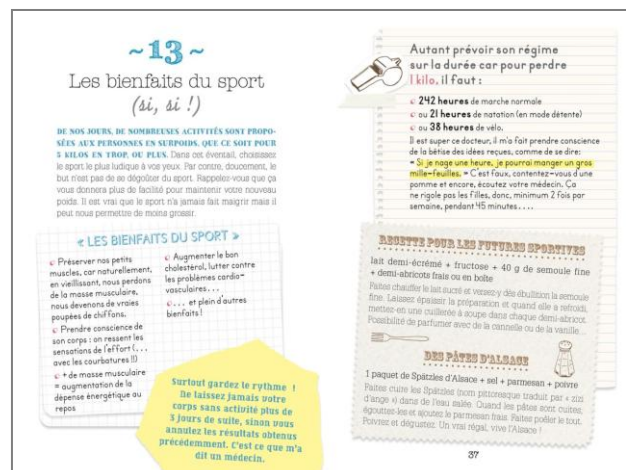 ~13~
Les bienfaits du sport
(si, si !)
DE NOS JOURS, DE NOMBREUSES ACTIVITÉS SONT PROPO-
SÉES AUX PERSONNES EN SURPOIDS, QUE CE SOIT POUR
5 KILOS EN TROP, OU PLUS. Dans cet éventail, choisissez
le sport le plus ludique à vos yeux. Par contre, doucement, le
but n'est pas de se dégoûter du sport. Rappelez-vous que ça
vous donnera plus de facilité pour maintenir votre nouveau
poids. Il est vrai que le sport n'a jamais fait maigrir mais il
peut nous permettre de moins grossir.
« LES BIENFAITS DU SPORT »
Préserver nos petits
muscles, car naturellement,
en vieillissant, nous perdons
de la masse musculaire,
nous devenons de vraies
poupées de chiffons.
Prendre conscience de
son corps : on ressent les
sensations de l'effort (...
avec les courbatures !!)
+ de masse musculaire
= augmentation de la
dépense énergétique au
repos
Augmenter le bon
cholestérol, lutter contre
les problèmes cardio-
vasculaires ...
... et plein d'autres
bienfaits !
Surtout gardez le rythme !
Ne laissez jamais votre
corps sans activité plus de
3 jours de suite, sinon vous
annulez les résultats obtenus
précédemment. C'est ce que m'a
dit un médecin.
Autant prévoir son régime
sur la durée car pour perdre
1 kilo, il faut :
242 heures de marche normale
ou 21 heures de natation (en mode détente)
ou 38 heures de vélo.
Il est super ce docteur, il m'a fait prendre conscience
de la bêtise des idées reçues, comme de se dire:
« Si je nage une heure, je pourrai manger un gros
mille-feuilles. » C'est faux, contentez-vous d'une
pomme et encore, écoutez votre médecin. Ça
ne rigole pas les filles, donc, minimum 2 fois par
semaine, pendant 45 minutes....
RECETTE POUR LES FUTURES SPORTIVES
lait demi-écrémé + fructose + 40 g de semoule fine
+ demi-abricots frais ou en boîte
Faites chauffer le lait sucré et versez-y dès ébullition la semoule
fine. Laissez épaissir la préparation et quand elle a refroidi,
mettez-en une cuillerée à soupe dans chaque demi-abricot.
Possibilité de parfumer avec de la cannelle ou de la vanille ...
DES PÂTES D'ALSACE
1 paquet de Spätzles d'Alsace + sel + parmesan + poivre
Faites cuire les Spätzles (nom pittoresque traduit par « zizi
d'ange ») dans de l'eau salée. Quand les pâtes sont cuites,
égouttez-les et ajoutez le parmesan frais. Faites poêler le tout.
Poivrez et dégustez. Un vrai régal, vive l'Alsace !
37